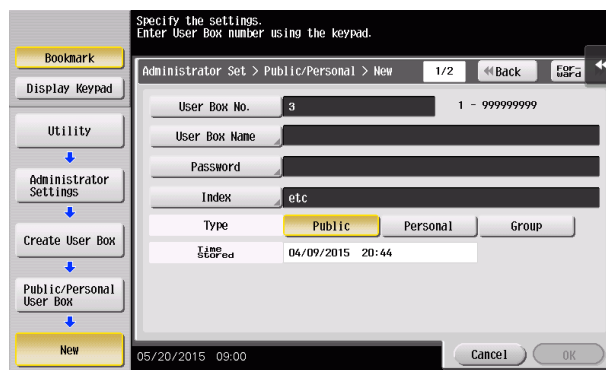 Specify the settings.
Enter User Box number using the keypad.
Bookmark
Display Keypad
Utility
Administrator
Settings
Create User Box
Public/Personal
User Box
New
Administrator Set > Public/Personal > New
1/2
Back
For-
ward
User Box No.
3
1 - 999999999
User Box Name
Password
Index
etc
Type
Public
Personal
Group
Time
Stored
04/09/2015 20:44
05/20/2015 09:00
Cancel
OK